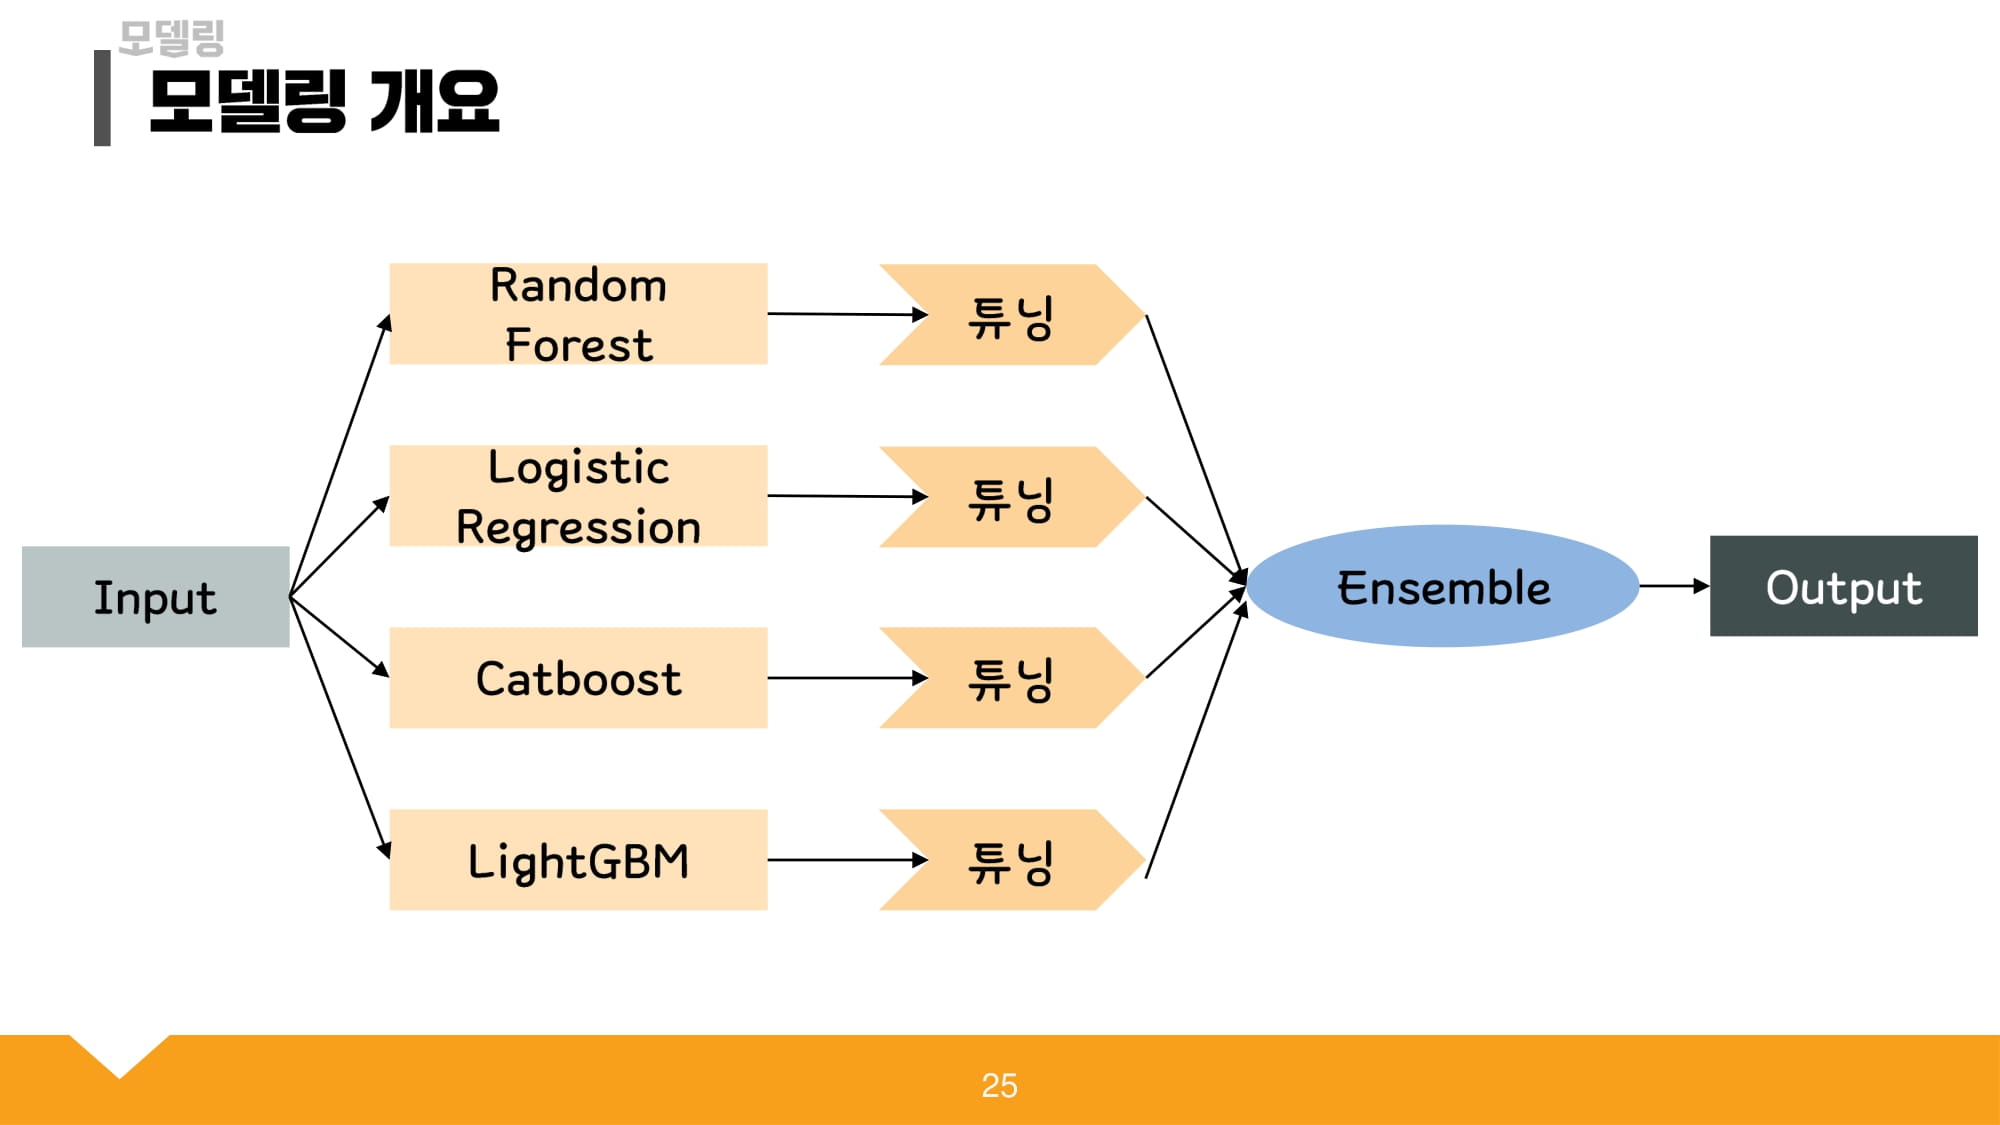 모델링
모델링 개요
Random
Forest
튜닝
Logistic
Regression
튜닝
Input
Catboost
튜닝
LightGBM
튜닝
Ensemble
Output
25